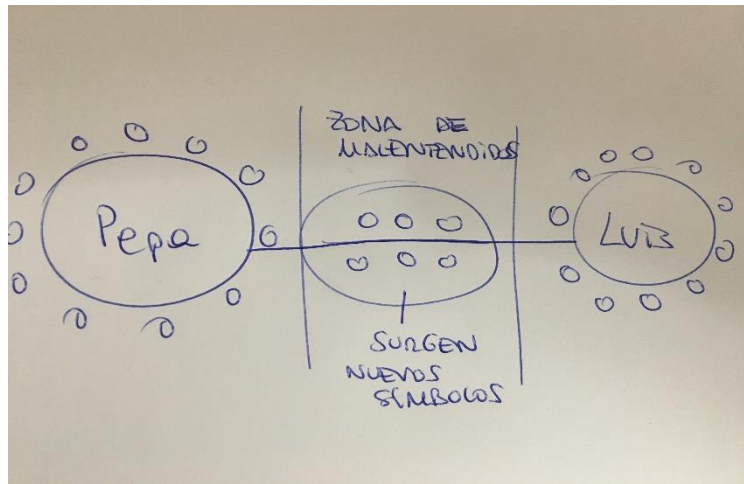 ZONA DE
MALENTENDIDOS
Pepa
LUIS
SURGEN
NUEVOS
SÍMBOLOS